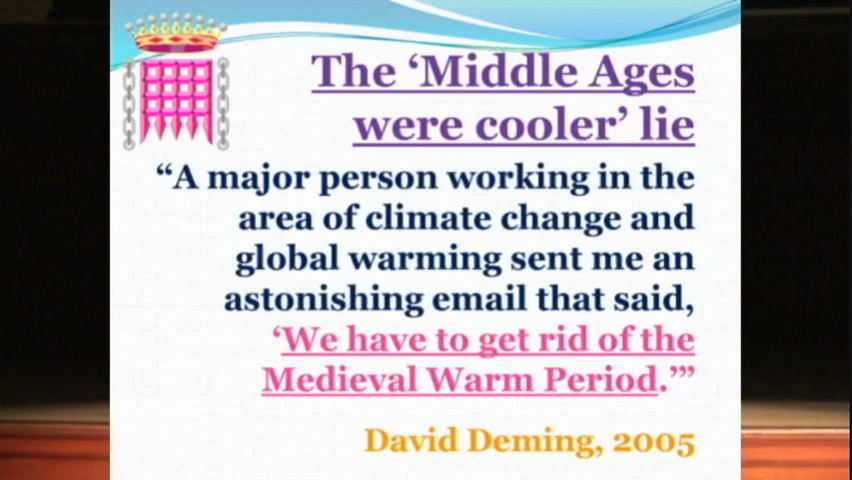 The ‘Middle Ages
were cooler’ lie
“A major person working in the
area of climate change and
global warming sent me an
astonishing email that said,
‘We have to get rid of the
Medieval Warm Period.’”
David Deming, 2005